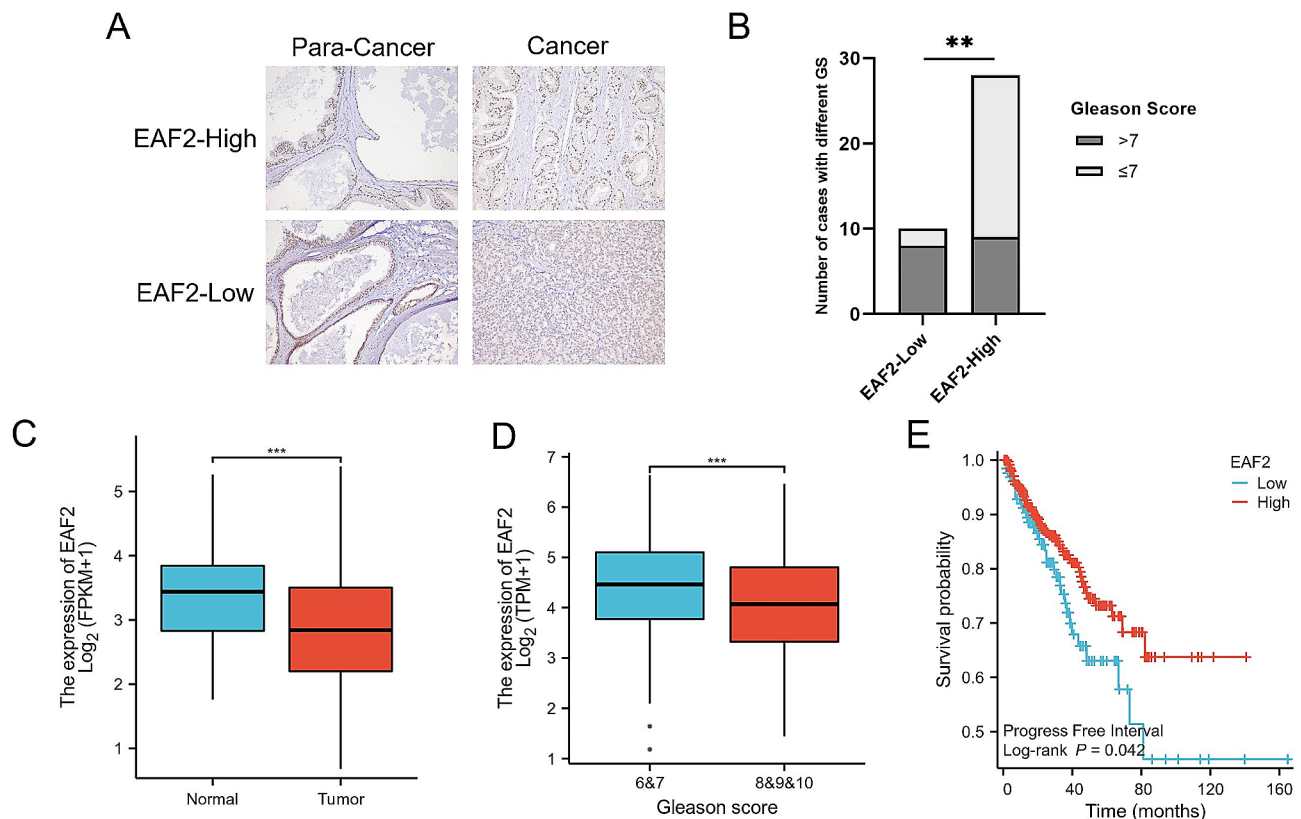 A
Para-Cancer
Cancer
EAF2-High
EAF2-Low
B
**
Number of cases with different GS
30
20
10
0
EAF2-Low
EAF2-High
Gleason Score
>7
≤7
C
The expression of EAF2
Log2 (FPKM+1)
***
5
4
3
2
1
Normal
Tumor
D
The expression of EAF2
Log2 (TPM+1)
***
7
6
5
4
3
2
1
6&7
8&9&10
Gleason score
E
Survival probability
1.0
0.9
0.8
0.7
0.6
0.5
EAF2
Low
High
Progress Free Interval
Log-rank P = 0.042
0
40
80
120
160
Time (months)